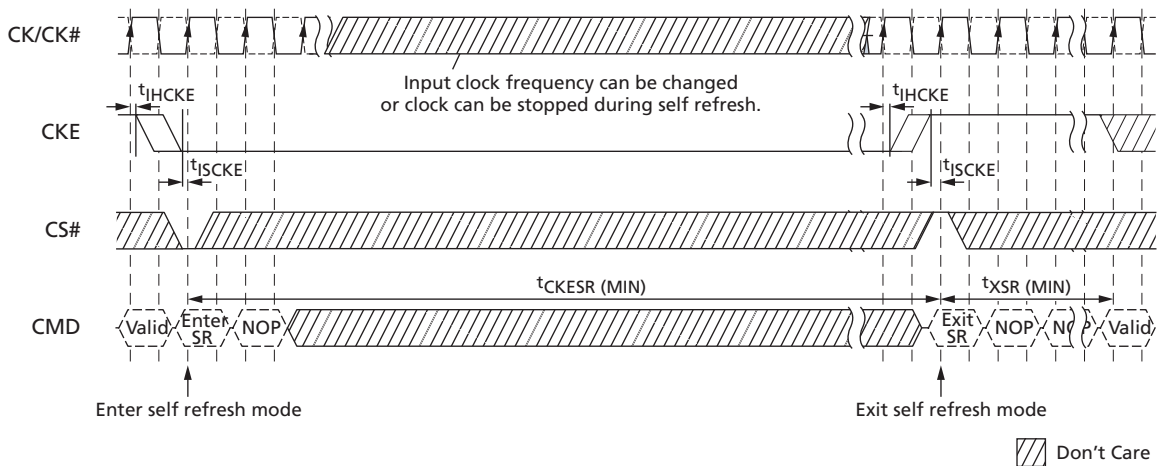 CK/CK#
Input clock frequency can be changed
or clock can be stopped during self refresh.
tIHCKE
tIHCKE
CKE
tISCKE
tISCKE
CS#
tCKESR (MIN)
tXSR (MIN)
CMD
Valid
Enter
SR
NOP
Exit
SR
NOP
NOP
Valid
Enter self refresh mode
Exit self refresh mode
Don't Care